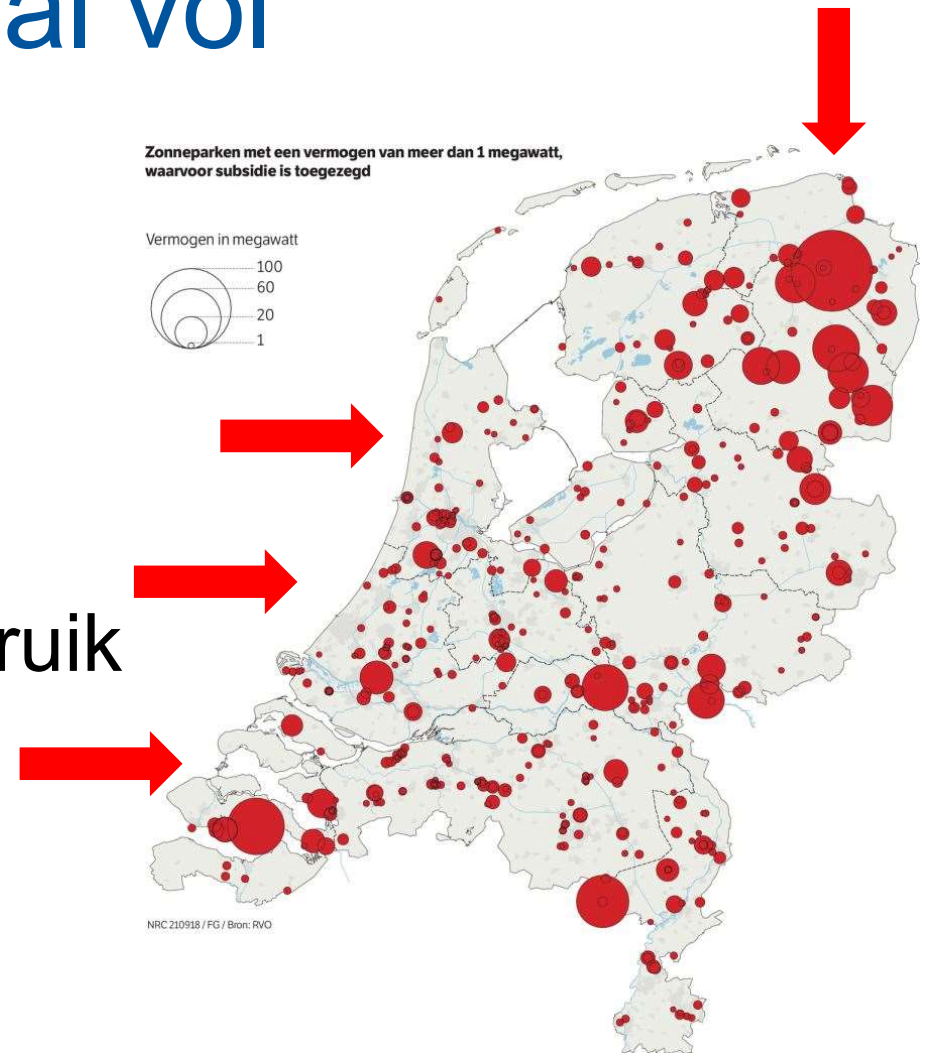 al vol
Zonneparken met een vermogen van meer dan 1 megawatt,
waarvoor subsidie is toegezegd
Vermogen in megawatt
100
60
20
1
ruik
NRC 210918 / FG / Bron: RVO